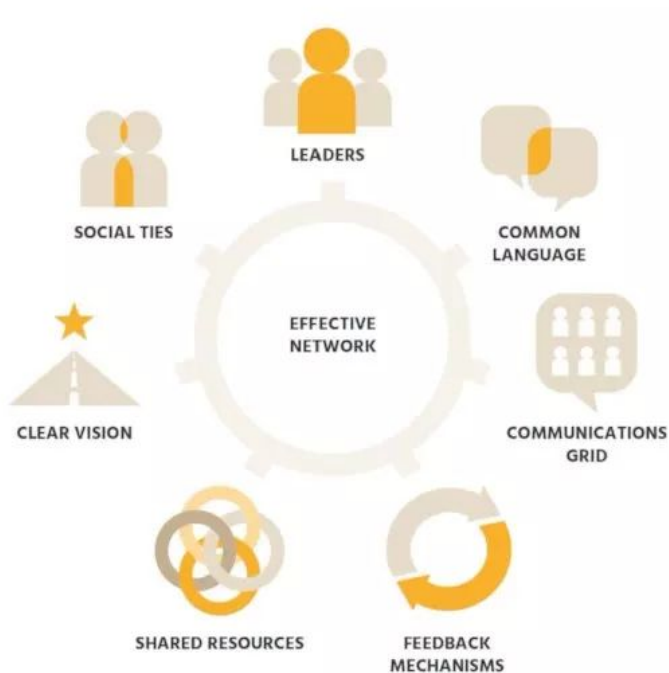 LEADERS
SOCIAL TIES
COMMON
LANGUAGE
EFFECTIVE
NETWORK
CLEAR VISION
COMMUNICATIONS
GRID
SHARED RESOURCES
FEEDBACK
MECHANISMS